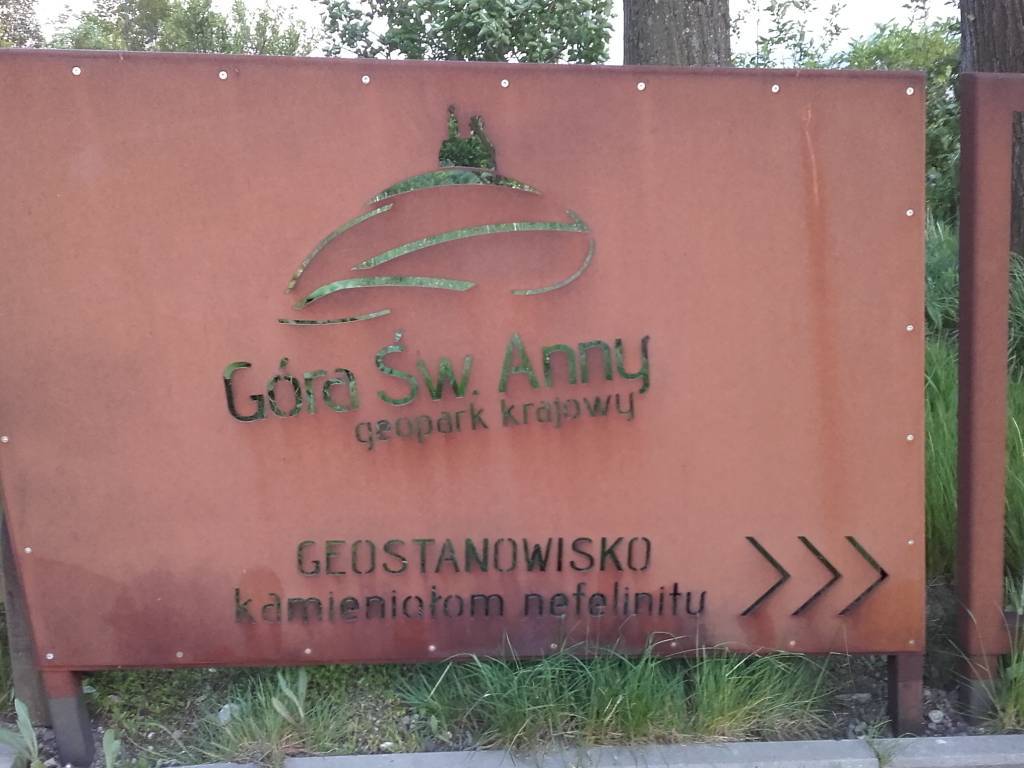 Góra Św. Anny
geopark krajowy
GEOSTANOWISKO
kamieniołom nefelinitu